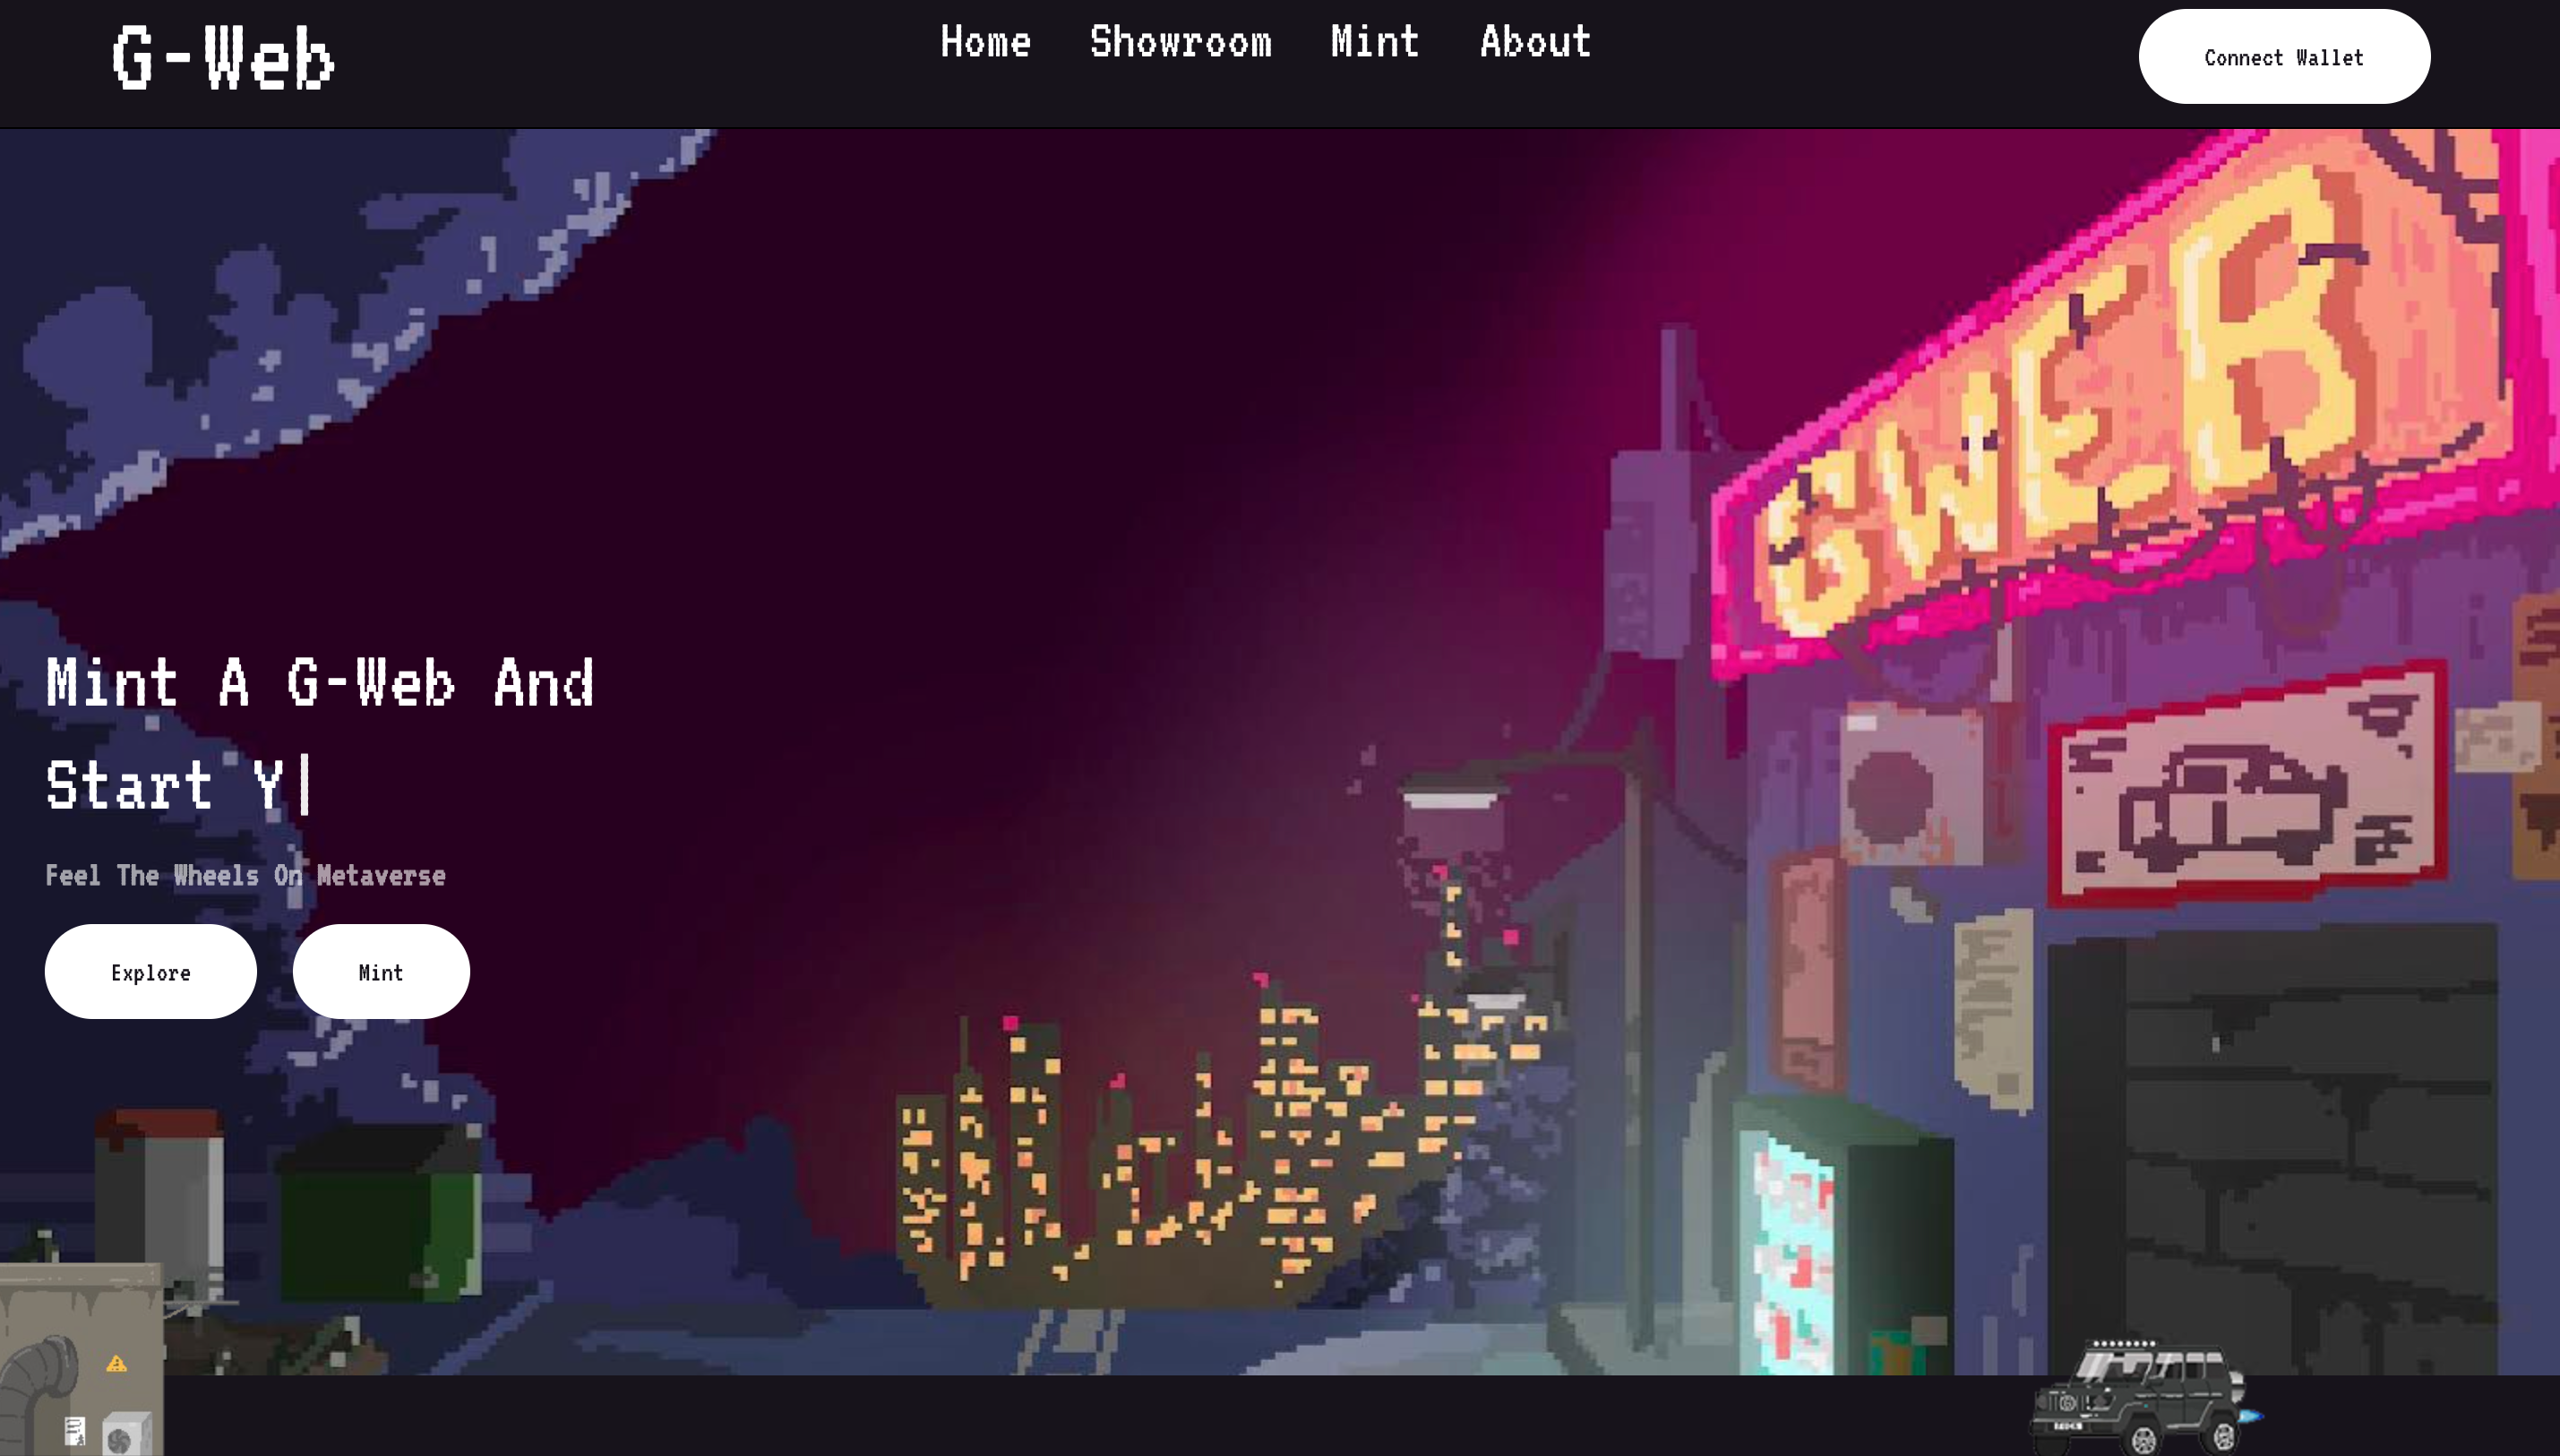 G-Web
Home Showroom Mint About
Connect Wallet
GWEB
Mint A G-Web And
Start Y|
Feel The Wheels On Metaverse
Explore Mint